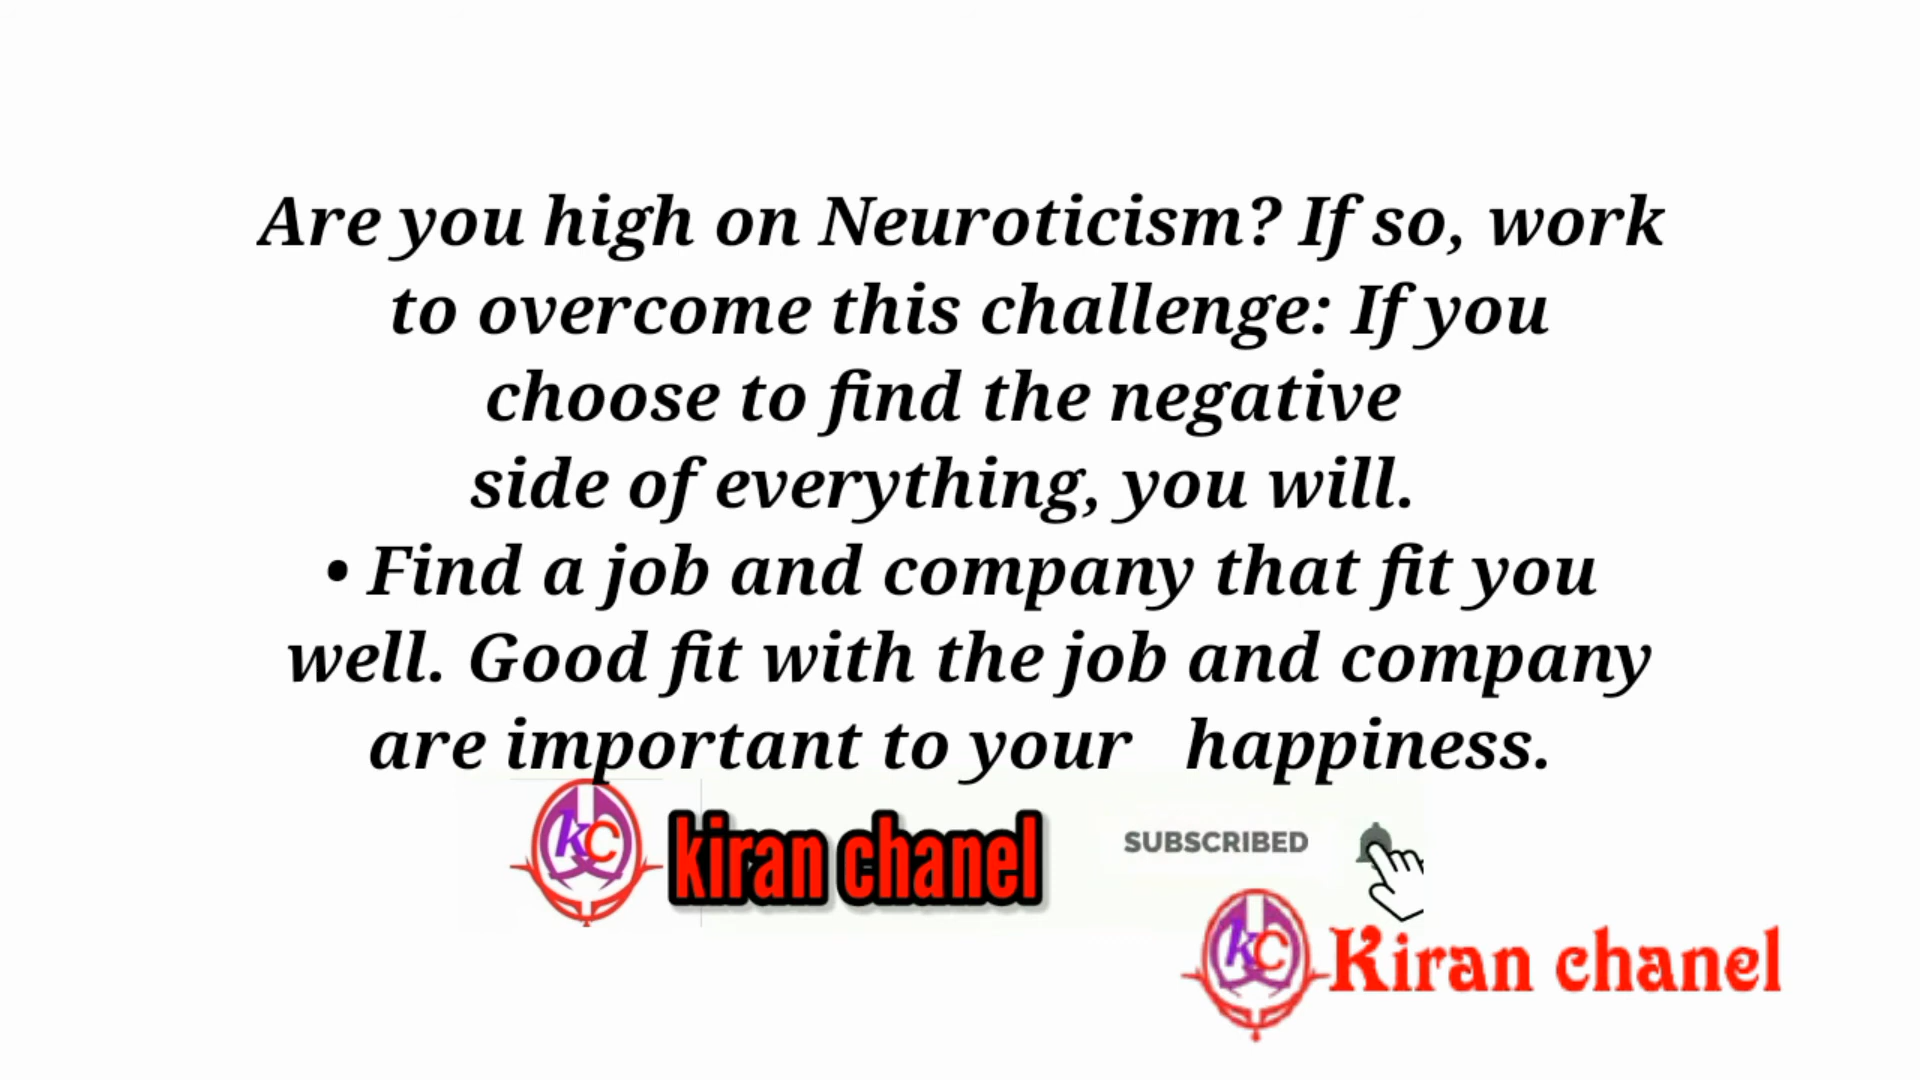 Are you high on Neuroticism? If so, work
to overcome this challenge: If you
choose to find the negative
side of everything, you will.
• Find a job and company that fit you
well. Good fit with the job and company
are important to your happiness.
kc kiran chanel SUBSCRIBED
kc Kiran chanel